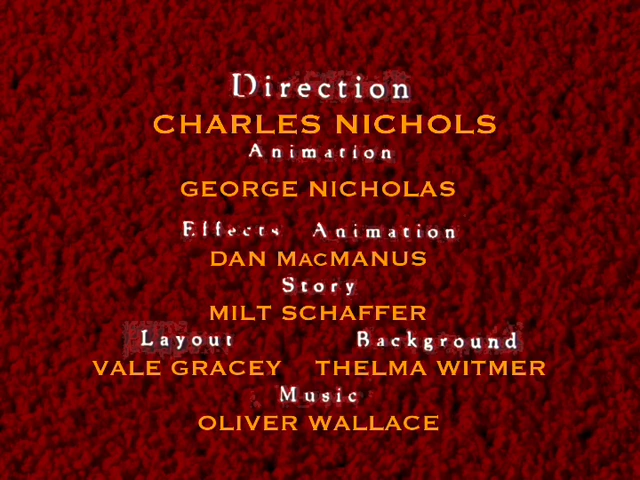 Direction
CHARLES NICHOLS
Animation
GEORGE NICHOLAS
Effects Animation
DAN MacMANUS
Story
MILT SCHAFFER
Layout Background
VALE GRACEY THELMA WITMER
Music
OLIVER WALLACE